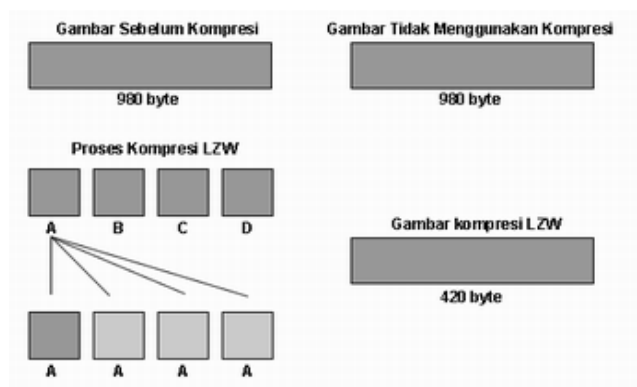 Gambar Sebelum Kompresi
Gambar Tidak Menggunakan Kompresi
980 byte
980 byte
Proses Kompresi LZW
A B C D
Gambar kompresi LZW
420 byte
A A A A